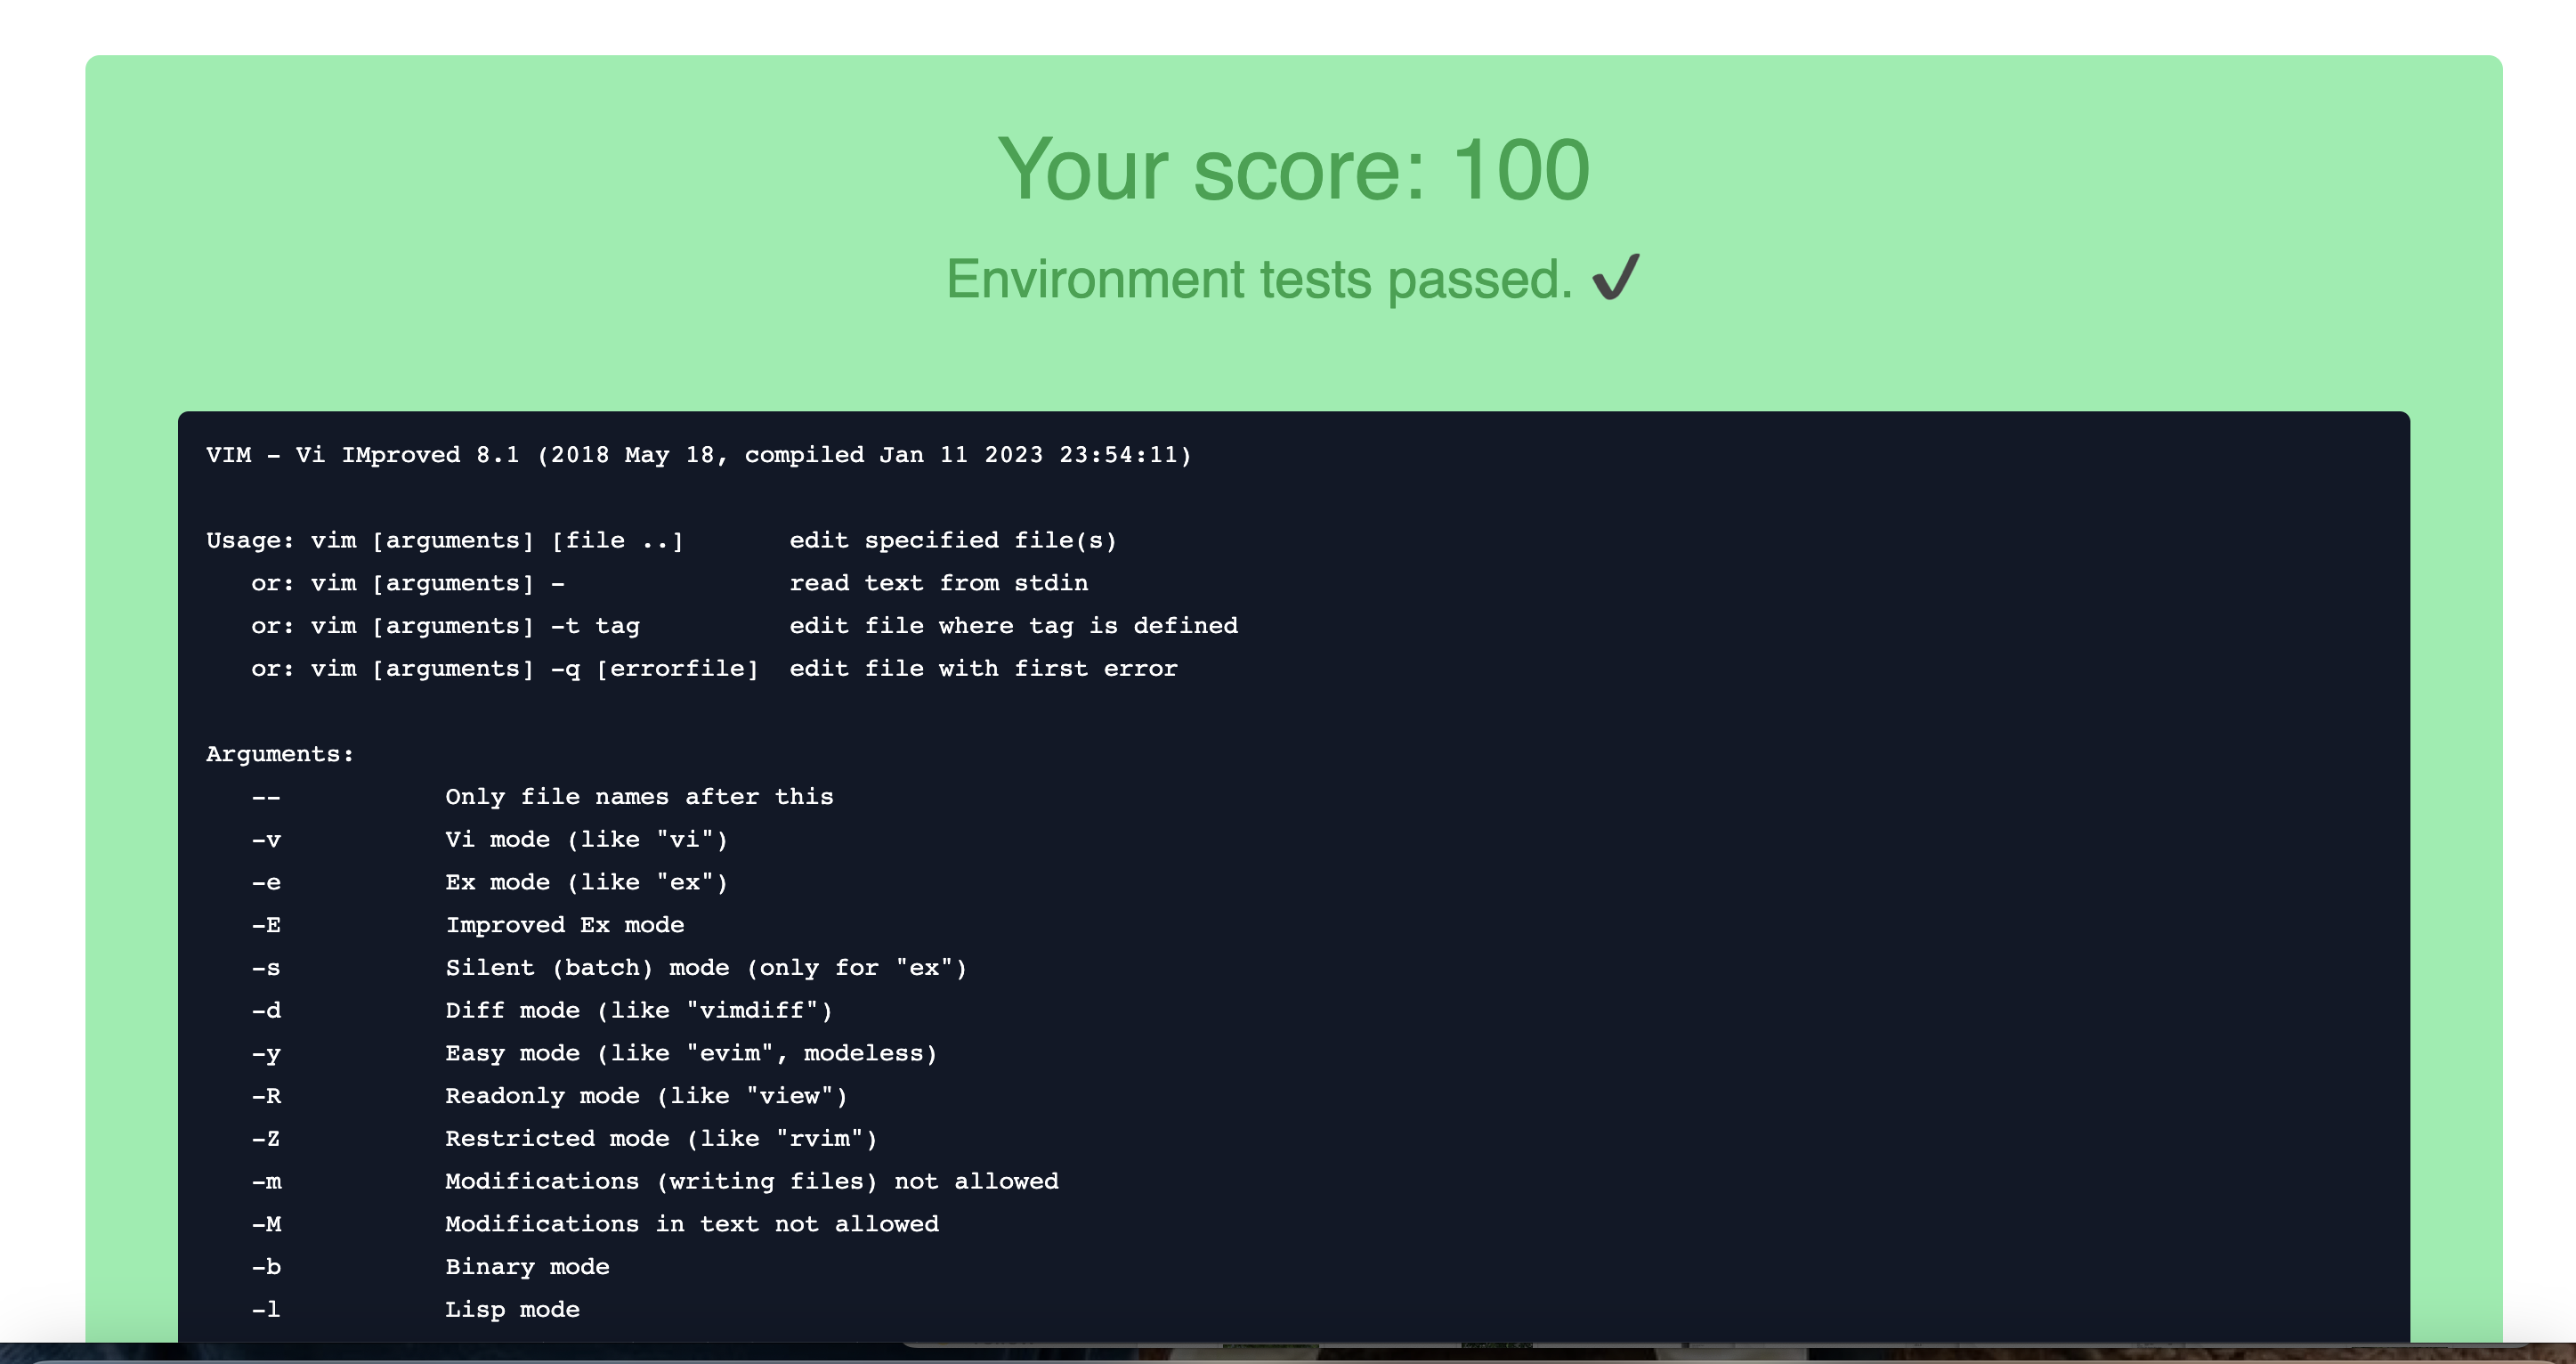 Your score: 100
Environment tests passed. ✔
VIM - Vi IMproved 8.1 (2018 May 18, compiled Jan 11 2023 23:54:11)
Usage: vim [arguments] [file ..]       edit specified file(s)
   or: vim [arguments] -               read text from stdin
   or: vim [arguments] -t tag          edit file where tag is defined
   or: vim [arguments] -q [errorfile]  edit file with first error
Arguments:
   --           Only file names after this
   -v           Vi mode (like "vi")
   -e           Ex mode (like "ex")
   -E           Improved Ex mode
   -s           Silent (batch) mode (only for "ex")
   -d           Diff mode (like "vimdiff")
   -y           Easy mode (like "evim", modeless)
   -R           Readonly mode (like "view")
   -Z           Restricted mode (like "rvim")
   -m           Modifications (writing files) not allowed
   -M           Modifications in text not allowed
   -b           Binary mode
   -l           Lisp mode